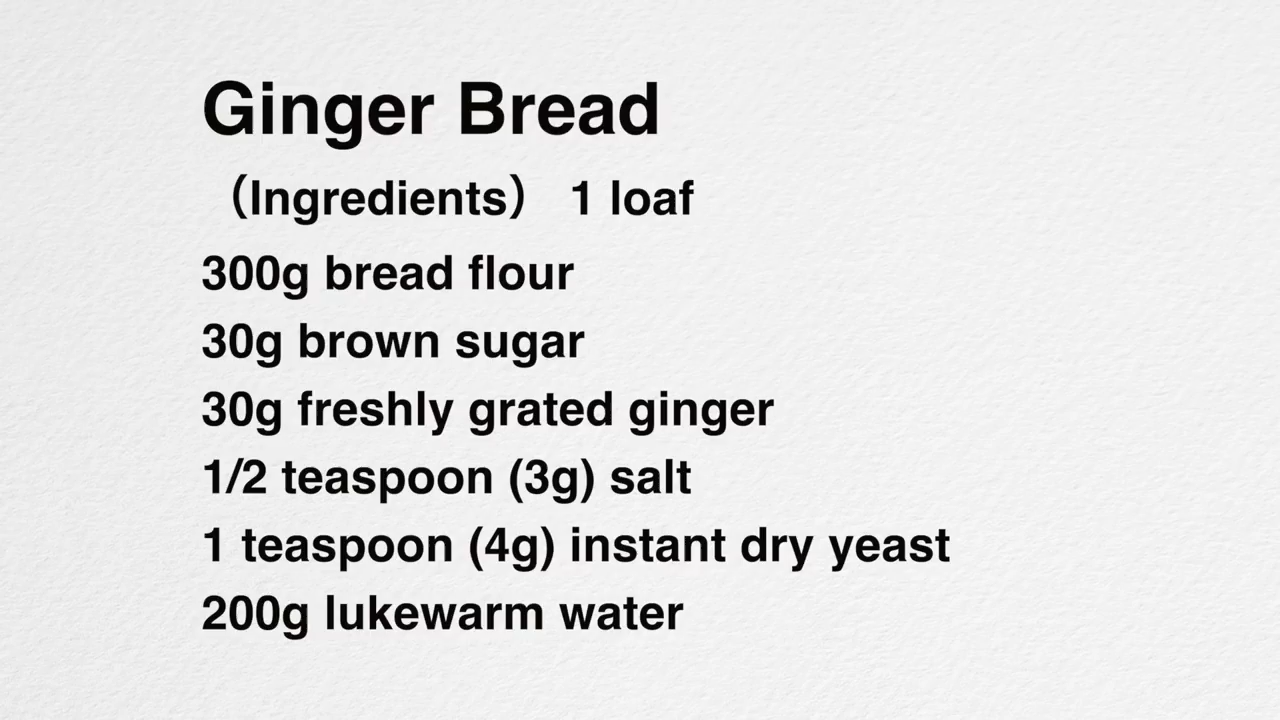 Ginger Bread
（Ingredients） 1 loaf
300g bread flour
30g brown sugar
30g freshly grated ginger
1/2 teaspoon (3g) salt
1 teaspoon (4g) instant dry yeast
200g lukewarm water